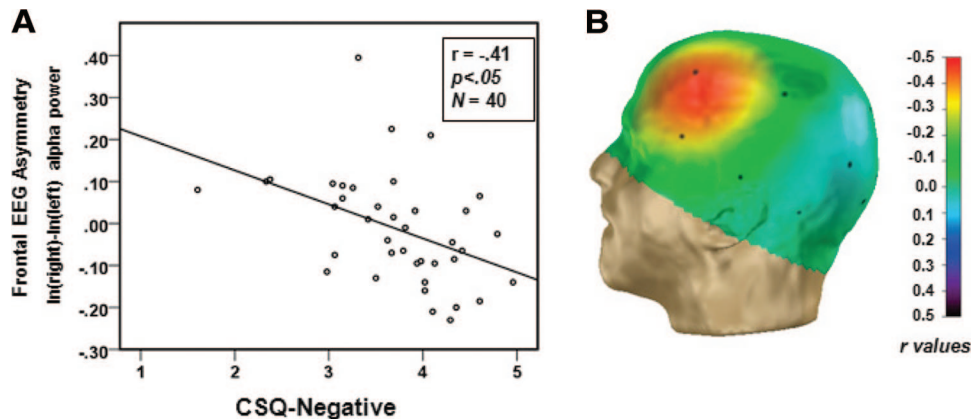 A
Frontal EEG Asymmetry
ln(right)-ln(left) alpha power
.40
.30
.20
.10
.00
-.10
-.20
-.30
r = -.41
p<.05
N = 40
1 2 3 4 5
CSQ-Negative
B
-0.5
-0.4
-0.3
-0.2
-0.1
0.0
0.1
0.2
0.3
0.4
0.5
r values